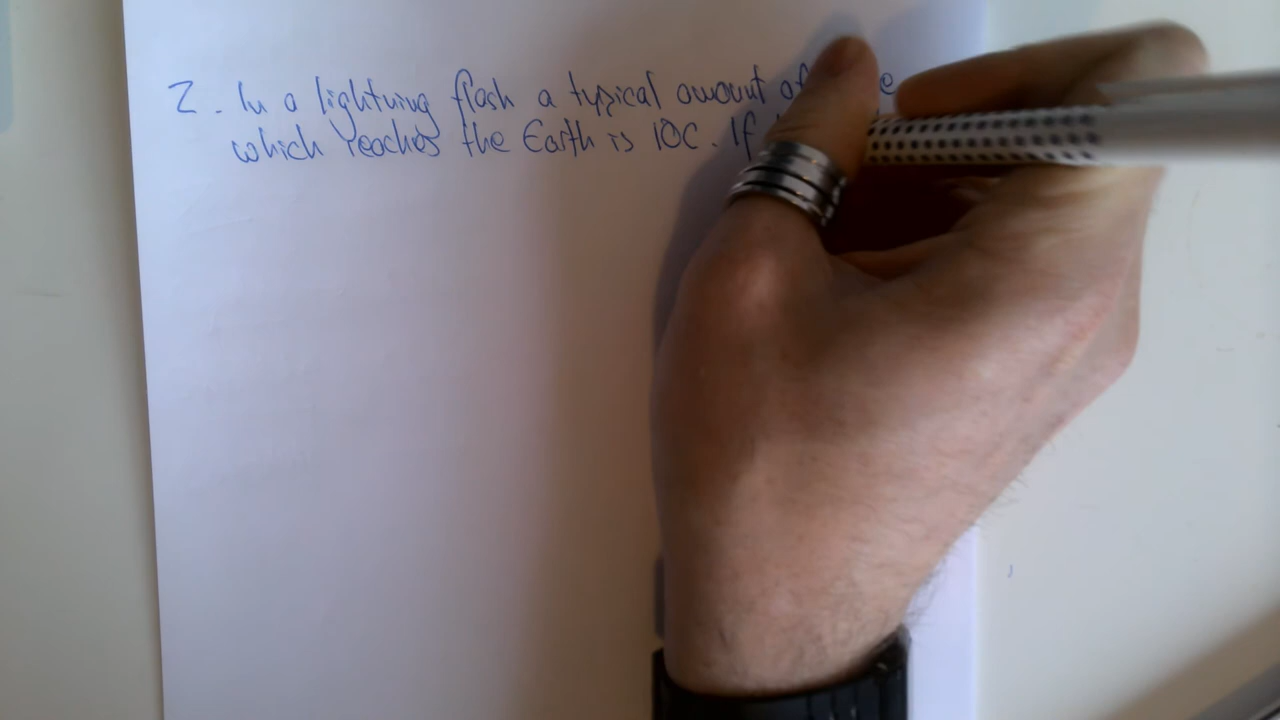 2. In a lightning flash a typical amount of
which reaches the Earth is 10C. If